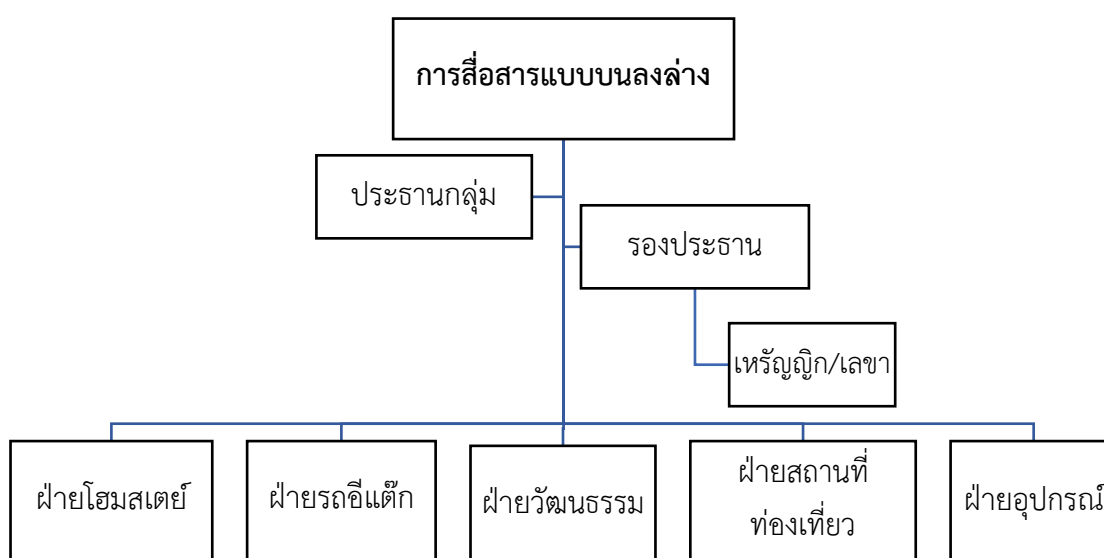 การสื่อสารแบบบนลงล่าง
ประธานกลุ่ม
รองประธาน
เหรัญญิก/เลขา
ฝ่ายโฮมสเตย์
ฝ่ายรถอีแต๊ก
ฝ่ายวัฒนธรรม
ฝ่ายสถานที่
ท่องเที่ยว
ฝ่ายอุปกรณ์